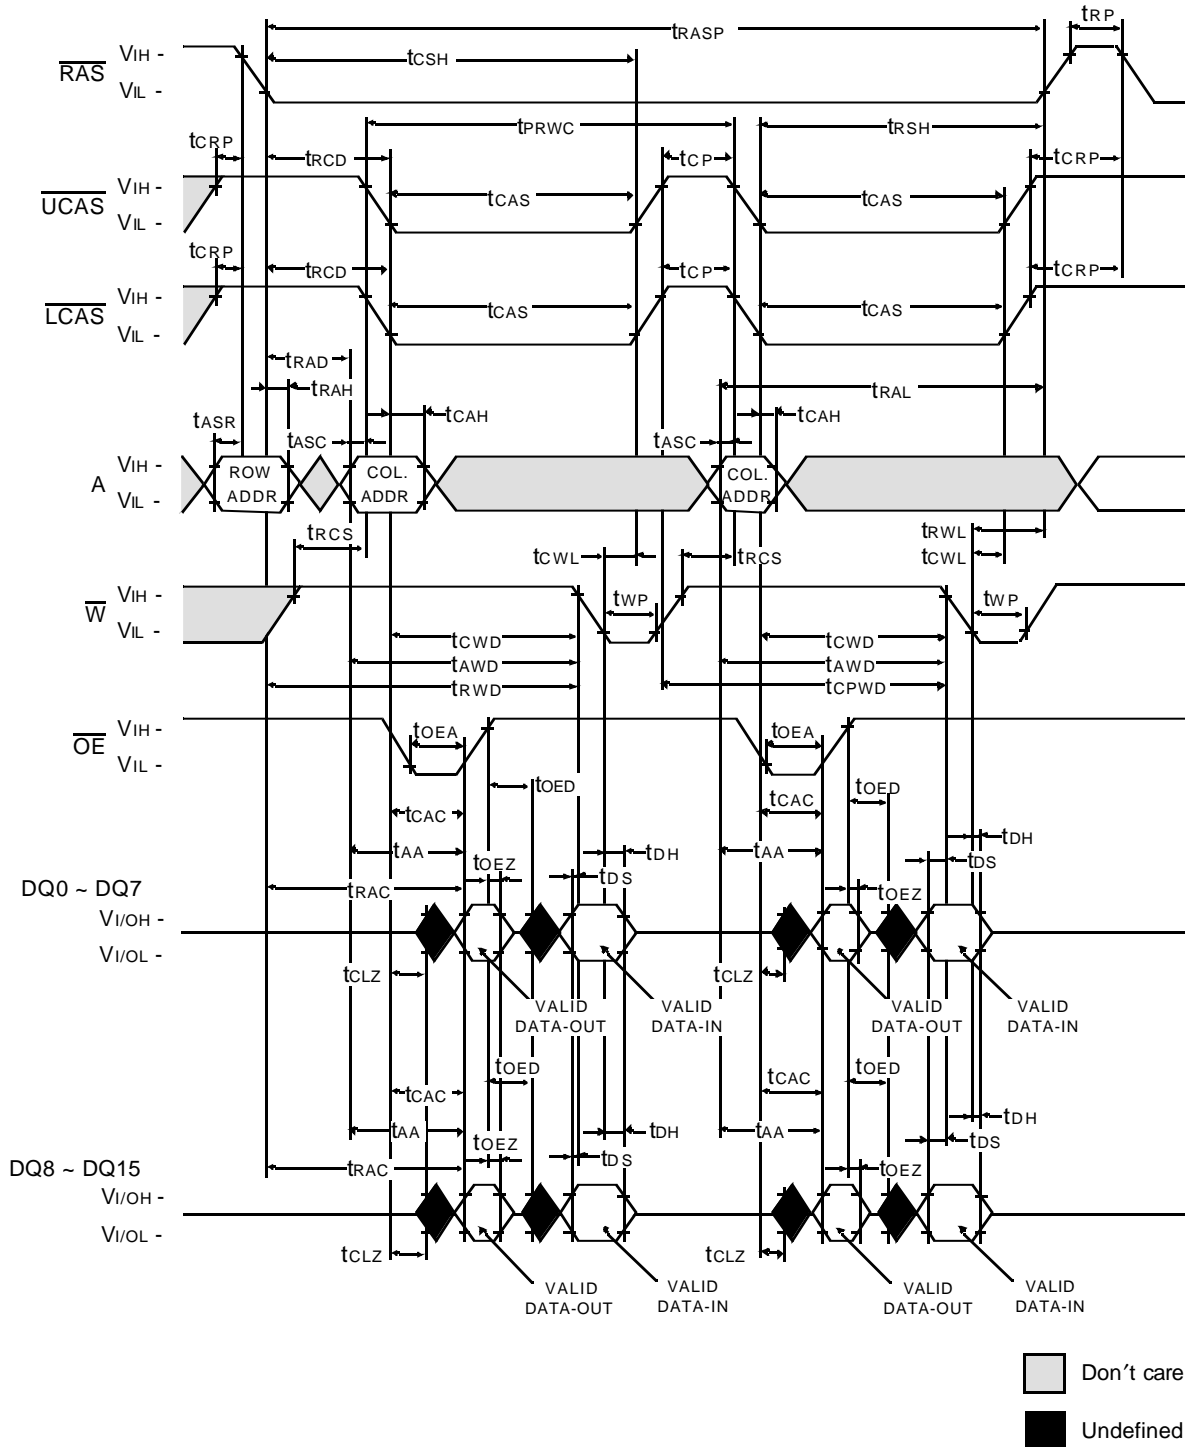 tRP
tRASP
VIH -
RAS
VIL -
tCSH
tCRP
tRCD
tPRWC
tCP
tRSH
tCRP
VIH -
UCAS
VIL -
tCAS
tCAS
tCRP
tRCD
tCP
tCRP
VIH -
LCAS
VIL -
tCAS
tCAS
tRAD
tRAH
tRAL
tASR
tASC
tCAH
tASC
tCAH
VIH -
A
VIL -
ROW
ADDR
COL.
ADDR
COL.
ADDR
tRCS
tCWL
tRCS
tRWL
tCWL
VIH -
W
VIL -
tWP
tWP
tCWD
tCWD
tAWD
tAWD
tRWD
tCPWD
VIH -
OE
VIL -
tOEA
tOEA
tOED
tOED
tCAC
tCAC
tAA
tDH
tAA
tDH
tOEZ
tDS
tOEZ
tDS
tRAC
DQ0 ~ DQ7
VI/OH -
VI/OL -
tCLZ
tCLZ
VALID
DATA-OUT
VALID
DATA-IN
VALID
DATA-OUT
VALID
DATA-IN
tOED
tOED
tCAC
tCAC
tAA
tDH
tAA
tDH
tOEZ
tDS
tOEZ
tDS
tRAC
DQ8 ~ DQ15
VI/OH -
VI/OL -
tCLZ
tCLZ
VALID
DATA-OUT
VALID
DATA-IN
VALID
DATA-OUT
VALID
DATA-IN
Don′t care
Undefined